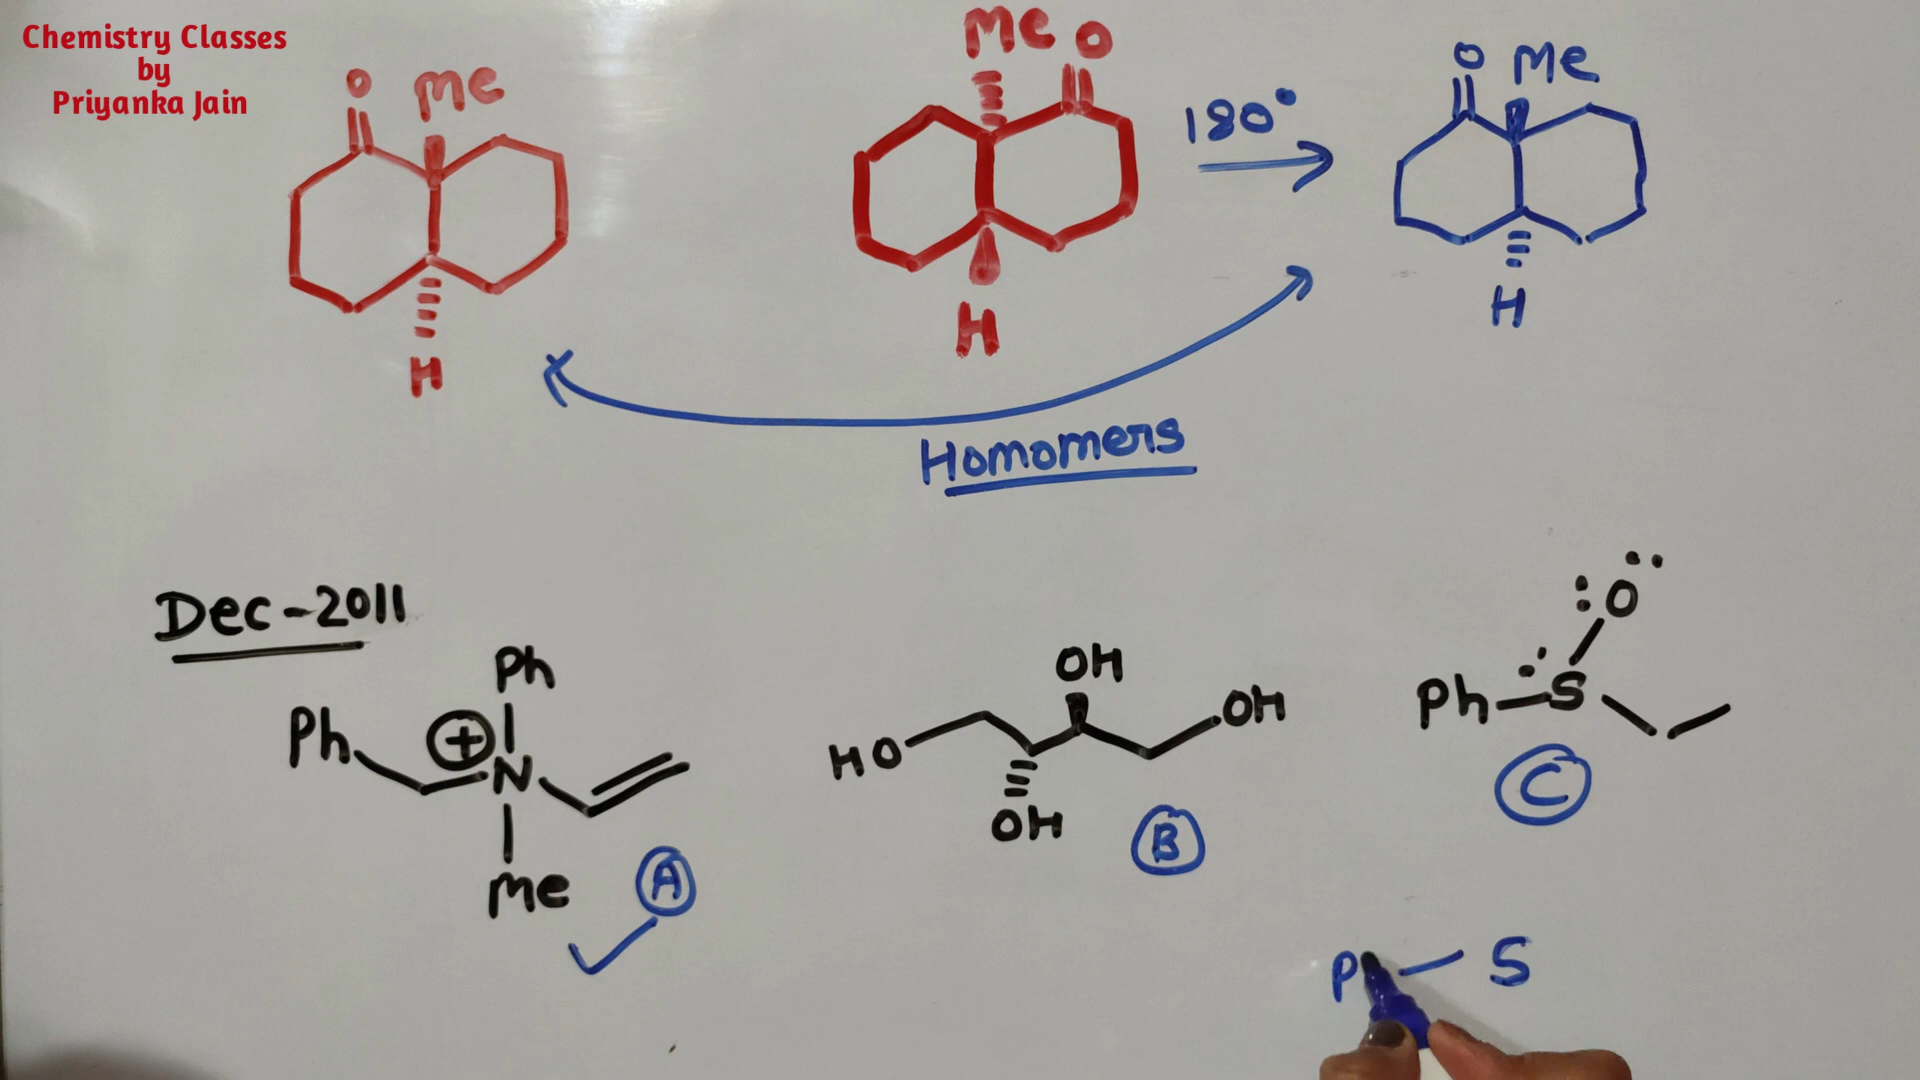 Chemistry Classes
by
Priyanka Jain
O Me
H
Me O
H
180°
O Me
H
Homomers
Dec-2011
Ph
Ph + N
Me
A
OH
HO OH
OH
B
:O
Ph S
C
P S